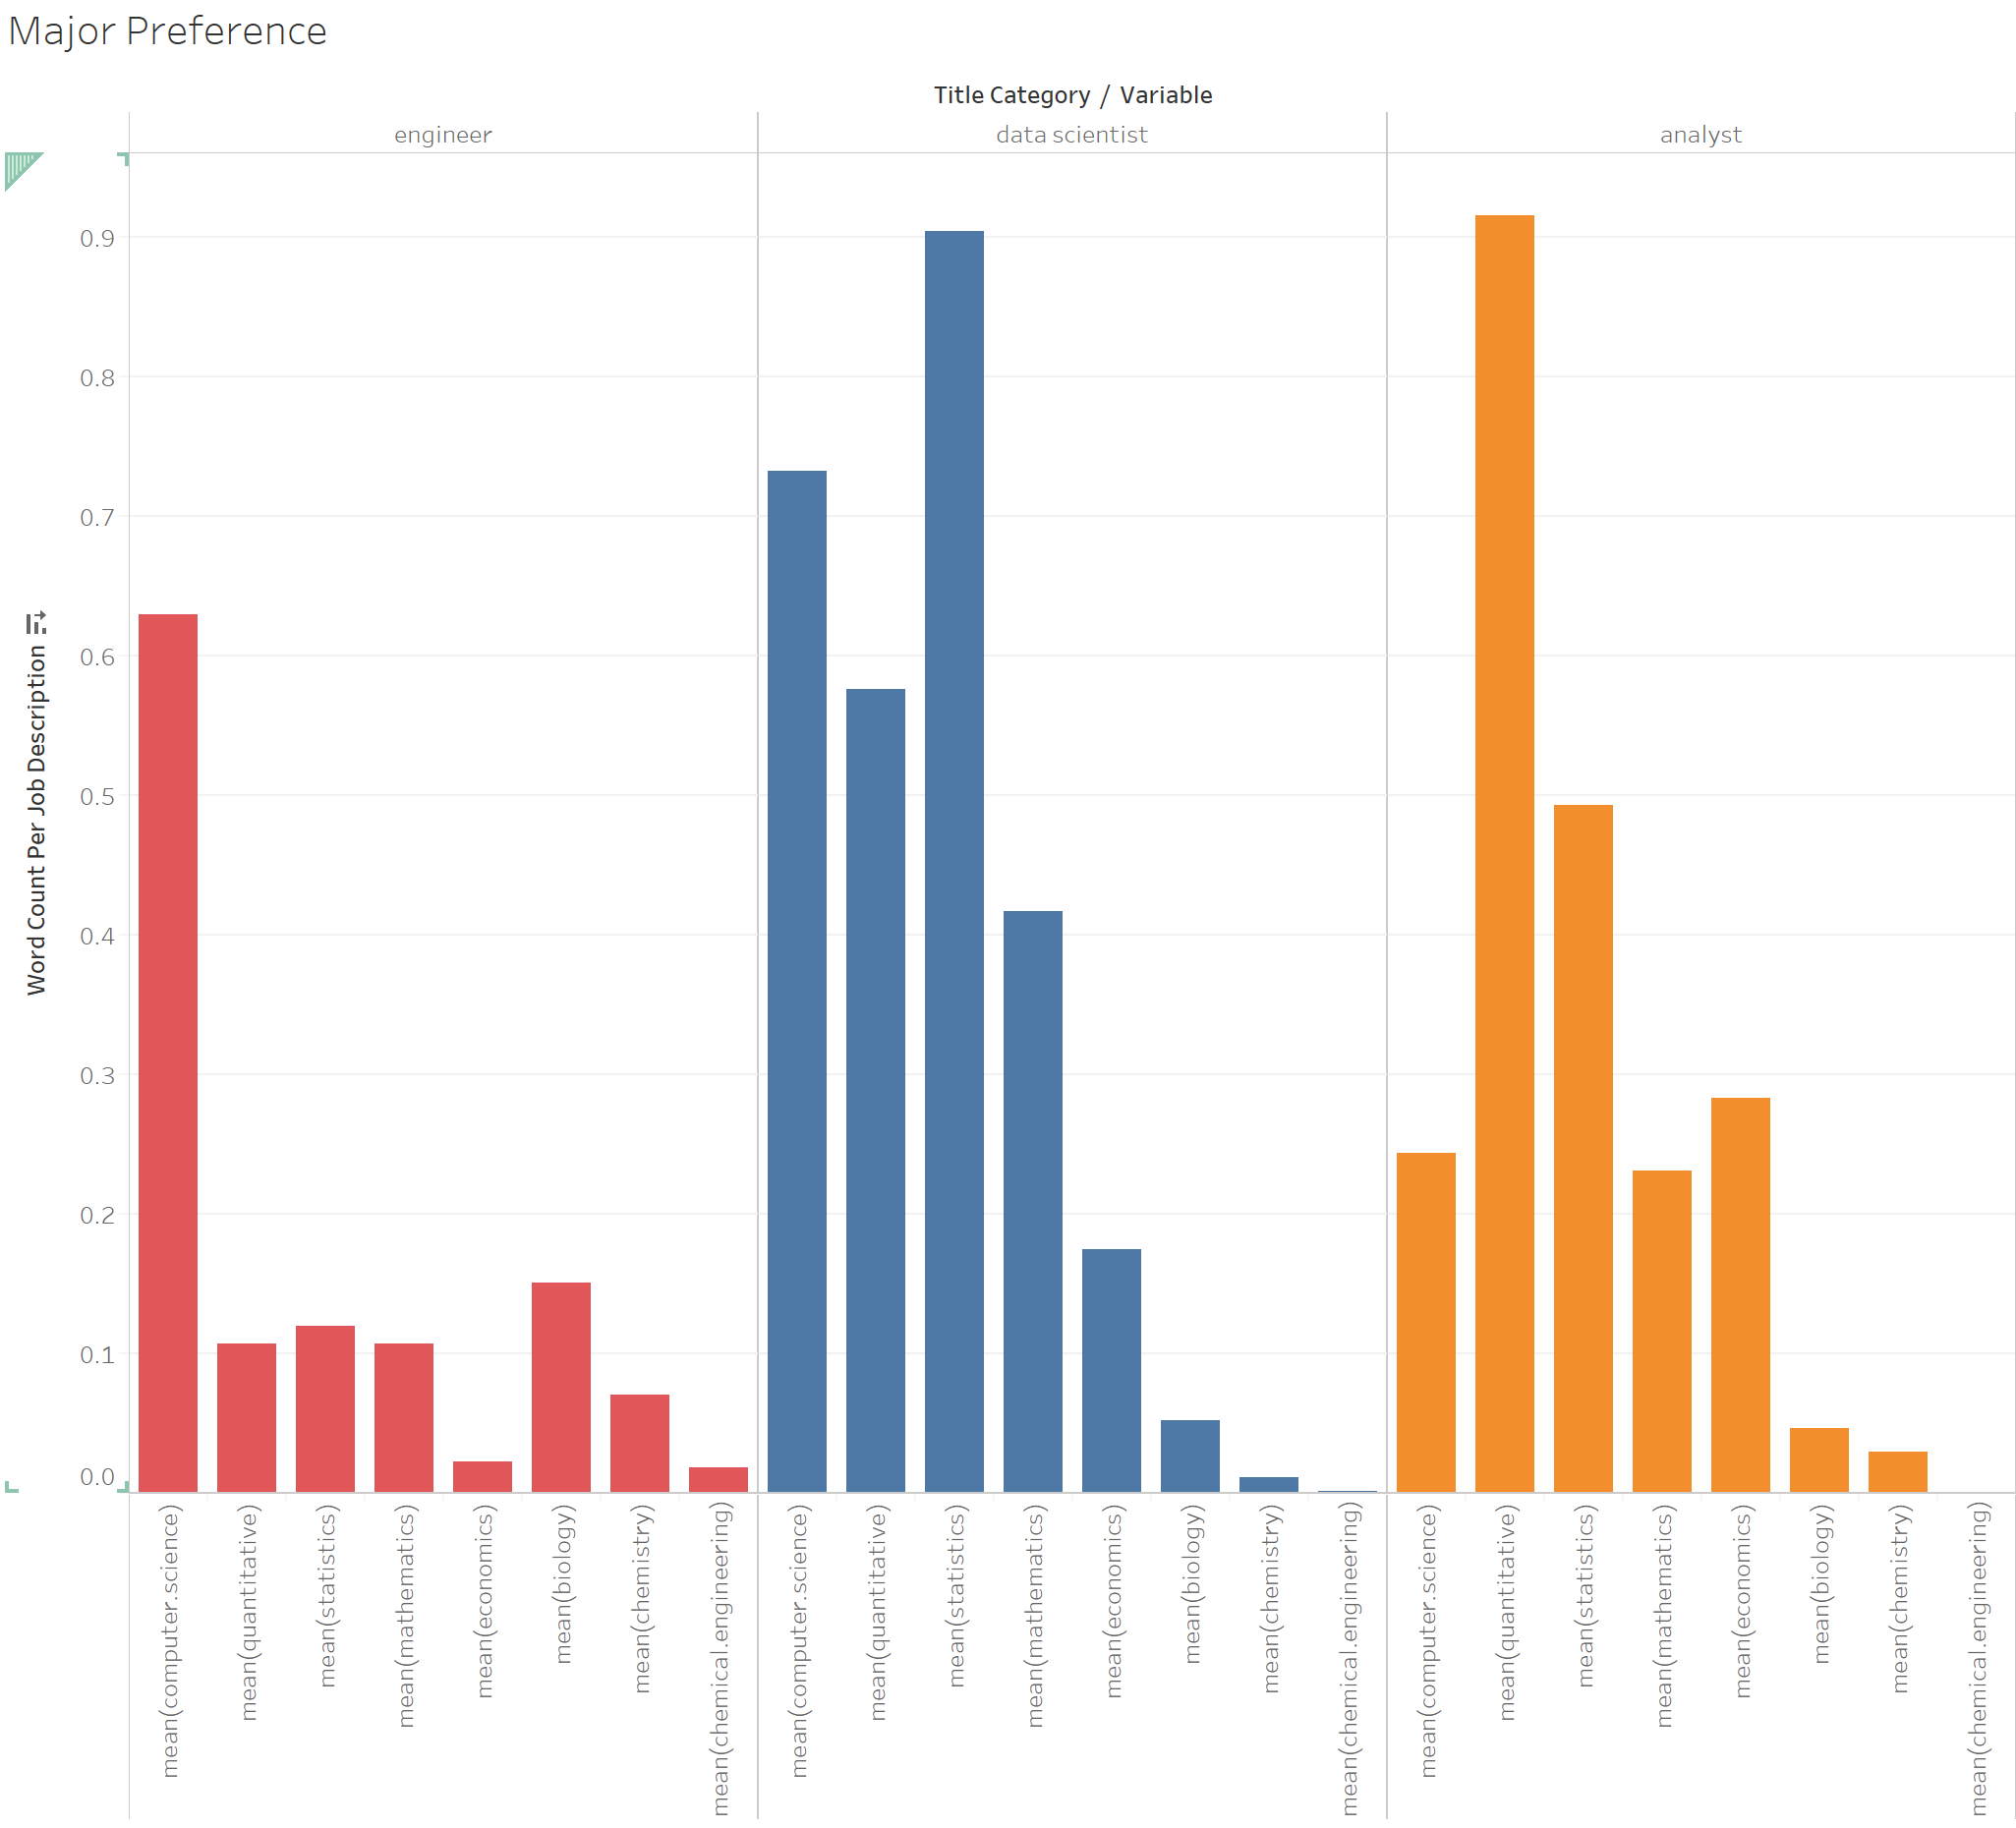 Major Preference
Title Category / Variable
engineer
data scientist
analyst
Word Count Per Job Description
0.9
0.8
0.7
0.6
0.5
0.4
0.3
0.2
0.1
0.0
mean(computer.science)
mean(quantitative)
mean(statistics)
mean(mathematics)
mean(economics)
mean(biology)
mean(chemistry)
mean(chemical.engineering)
mean(computer.science)
mean(quantitative)
mean(statistics)
mean(mathematics)
mean(economics)
mean(biology)
mean(chemistry)
mean(chemical.engineering)
mean(computer.science)
mean(quantitative)
mean(statistics)
mean(mathematics)
mean(economics)
mean(biology)
mean(chemistry)
mean(chemical.engineering)